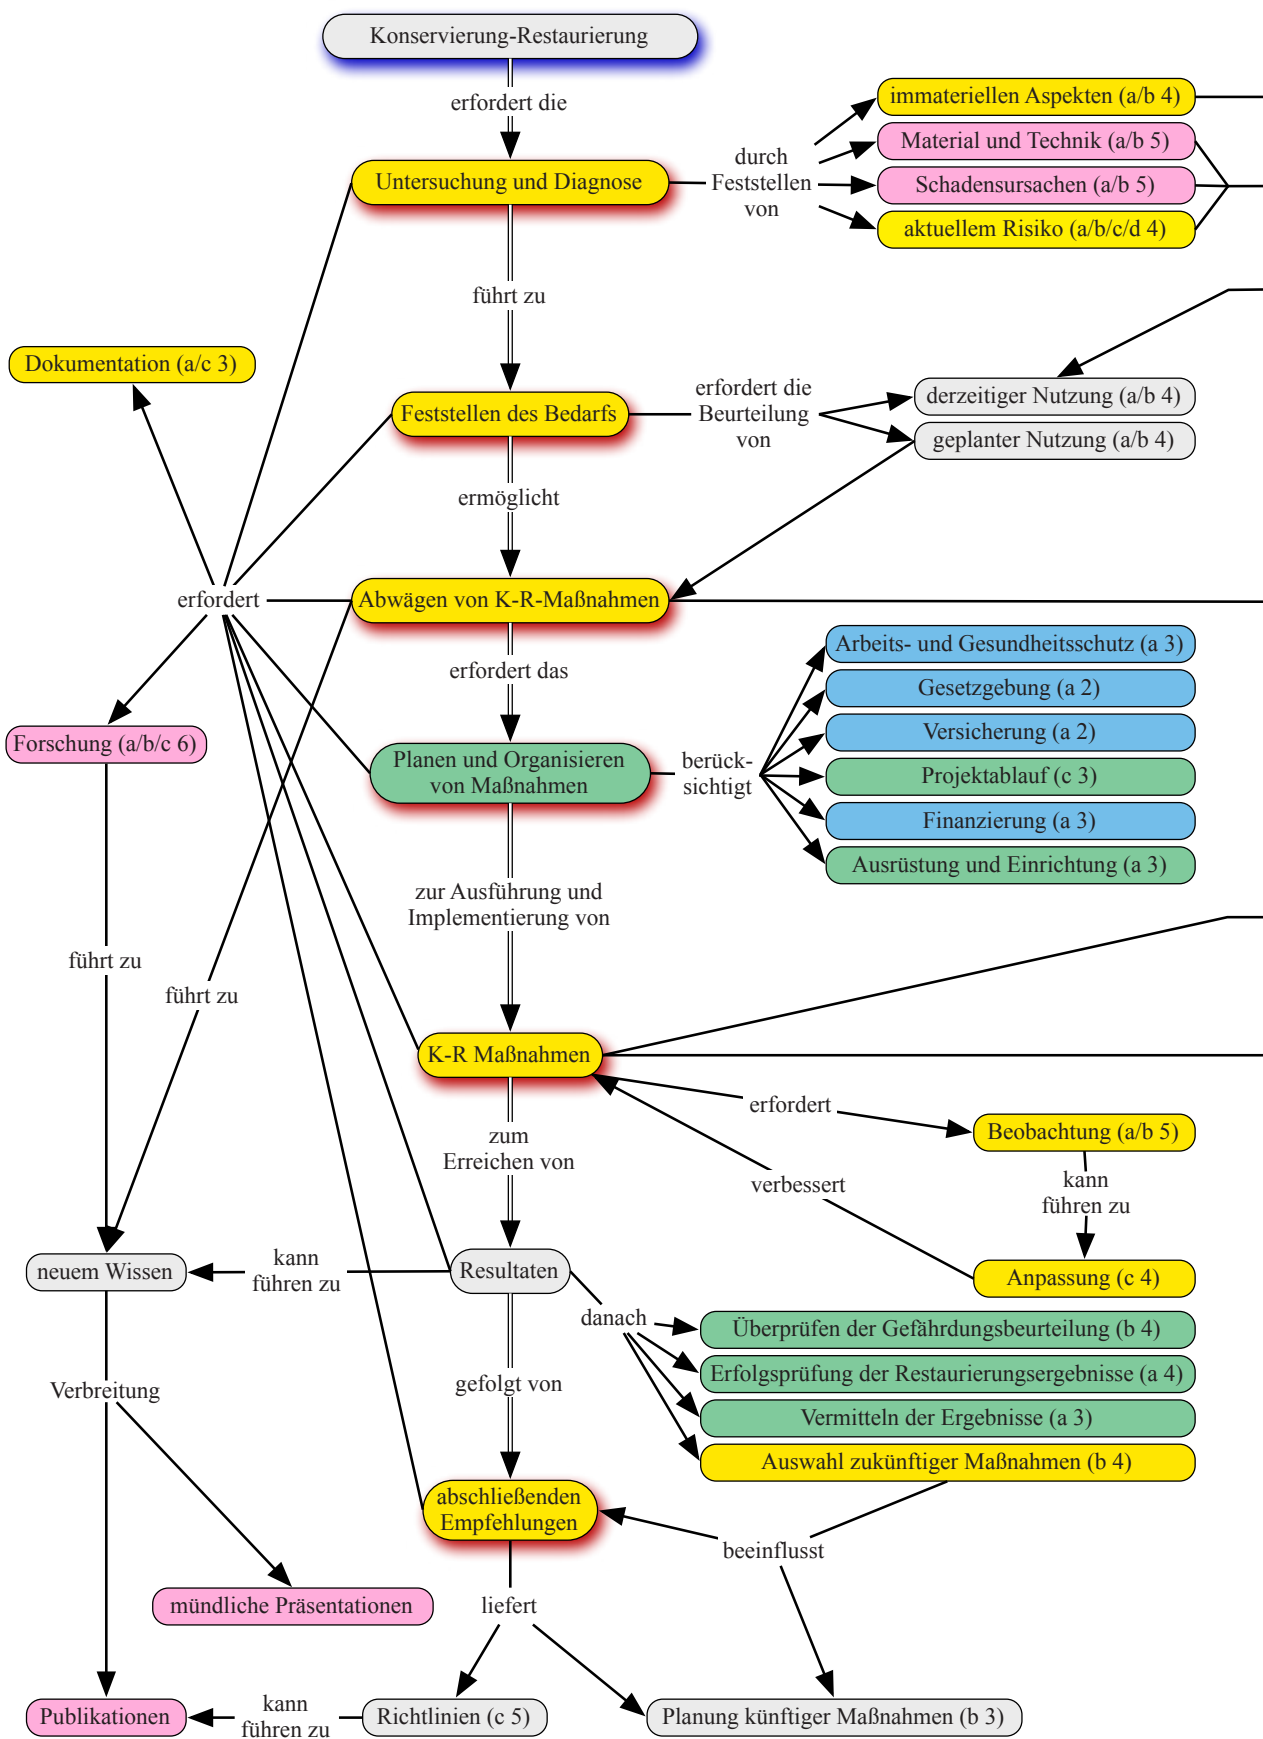 Konservierung-Restaurierung
erfordert die
immateriellen Aspekten (a/b 4)
Material und Technik (a/b 5)
Untersuchung und Diagnose
durch
Feststellen
von
Schadensursachen (a/b 5)
aktuellem Risiko (a/b/c/d 4)
führt zu
Dokumentation (a/c 3)
Feststellen des Bedarfs
erfordert die
Beurteilung
von
derzeitiger Nutzung (a/b 4)
geplanter Nutzung (a/b 4)
ermöglicht
erfordert
Abwägen von K-R-Maßnahmen
erfordert das
Arbeits- und Gesundheitsschutz (a 3)
Gesetzgebung (a 2)
Versicherung (a 2)
Forschung (a/b/c 6)
Planen und Organisieren
von Maßnahmen
berück-
sichtigt
Projektablauf (c 3)
Finanzierung (a 3)
Ausrüstung und Einrichtung (a 3)
zur Ausführung und
Implementierung von
führt zu
führt zu
K-R Maßnahmen
erfordert
Beobachtung (a/b 5)
zum
Erreichen von
verbessert
kann
führen zu
neuem Wissen
kann
führen zu
Resultaten
Anpassung (c 4)
danach
Überprüfen der Gefährdungsbeurteilung (b 4)
Erfolgsprüfung der Restaurierungsergebnisse (a 4)
Verbreitung
gefolgt von
Vermitteln der Ergebnisse (a 3)
Auswahl zukünftiger Maßnahmen (b 4)
abschließenden
Empfehlungen
beeinflusst
mündliche Präsentationen
liefert
Publikationen
kann
führen zu
Richtlinien (c 5)
Planung künftiger Maßnahmen (b 3)